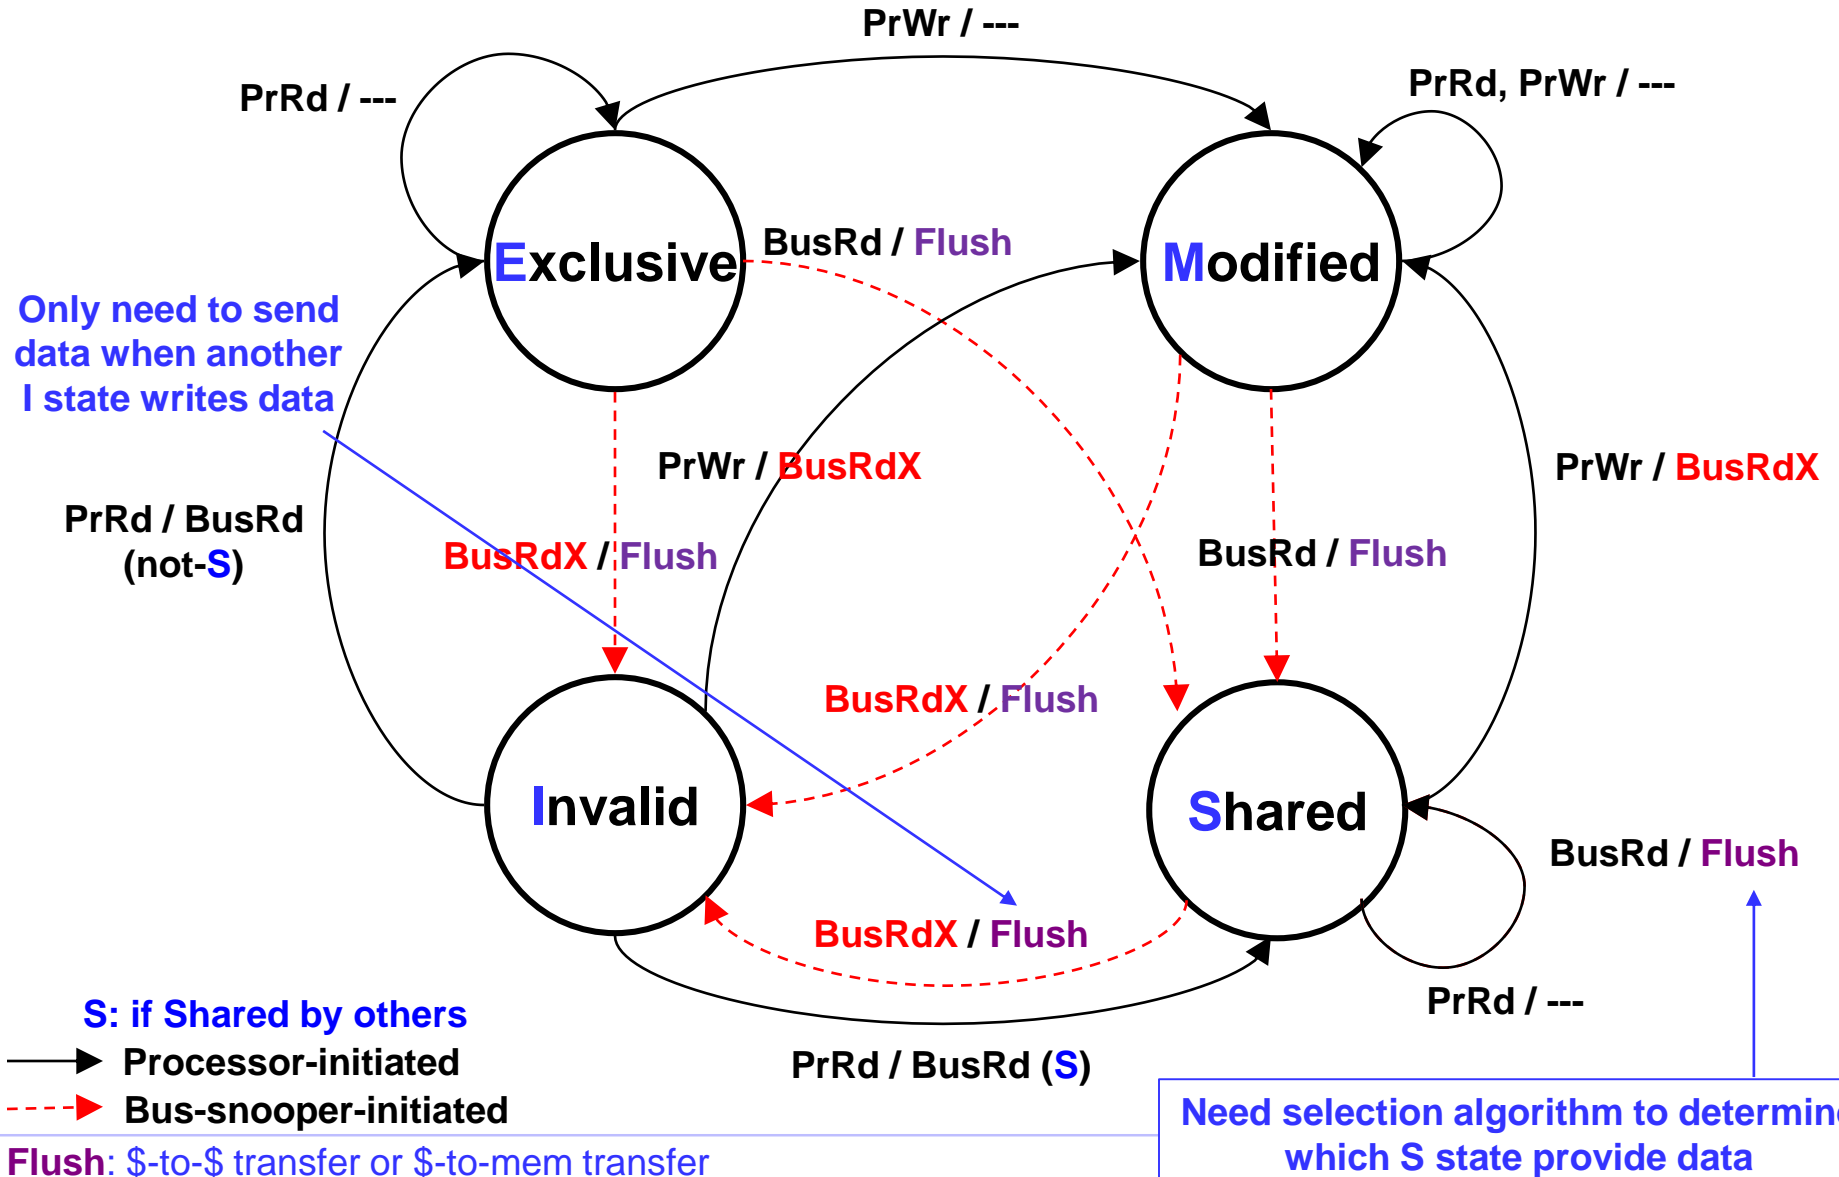 PrWr / ---
PrRd / ---
PrRd, PrWr / ---
BusRd / Flush
Exclusive
Modified
Only need to send
data when another
I state writes data
PrWr / BusRdX
PrWr / BusRdX
PrRd / BusRd
(not-S)
BusRdX / Flush
BusRd / Flush
BusRdX / Flush
Invalid
Shared
BusRd / Flush
BusRdX / Flush
PrRd / ---
S: if Shared by others
Processor-initiated
PrRd / BusRd (S)
Bus-snooper-initiated
Need selection algorithm to determin
which S state provide data
Flush: $-to-$ transfer or $-to-mem transfer